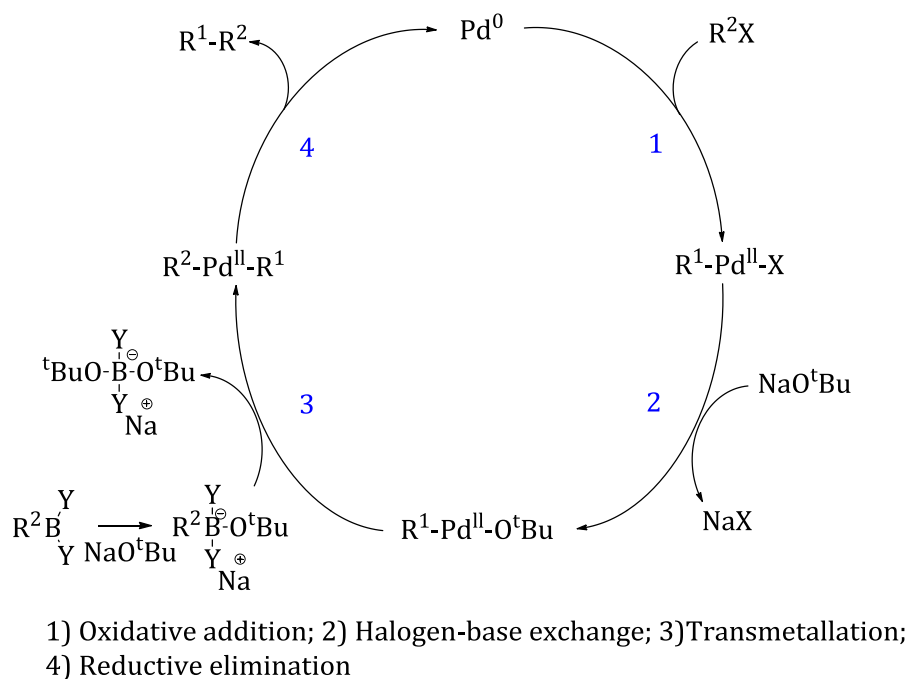 R¹-R²
Pd⁰
R²X
4
1
R²-Pdᴵᴵ-R¹
R¹-Pdᴵᴵ-X
Y
ᵗBuO-B⊖-OᵗBu
Y
Na⊕
3
2
NaOᵗBu
Y
R²B
Y
NaOᵗBu
Y
R²B⊖-OᵗBu
Y
Na⊕
R¹-Pdᴵᴵ-OᵗBu
NaX
1) Oxidative addition; 2) Halogen-base exchange; 3)Transmetallation;
4) Reductive elimination